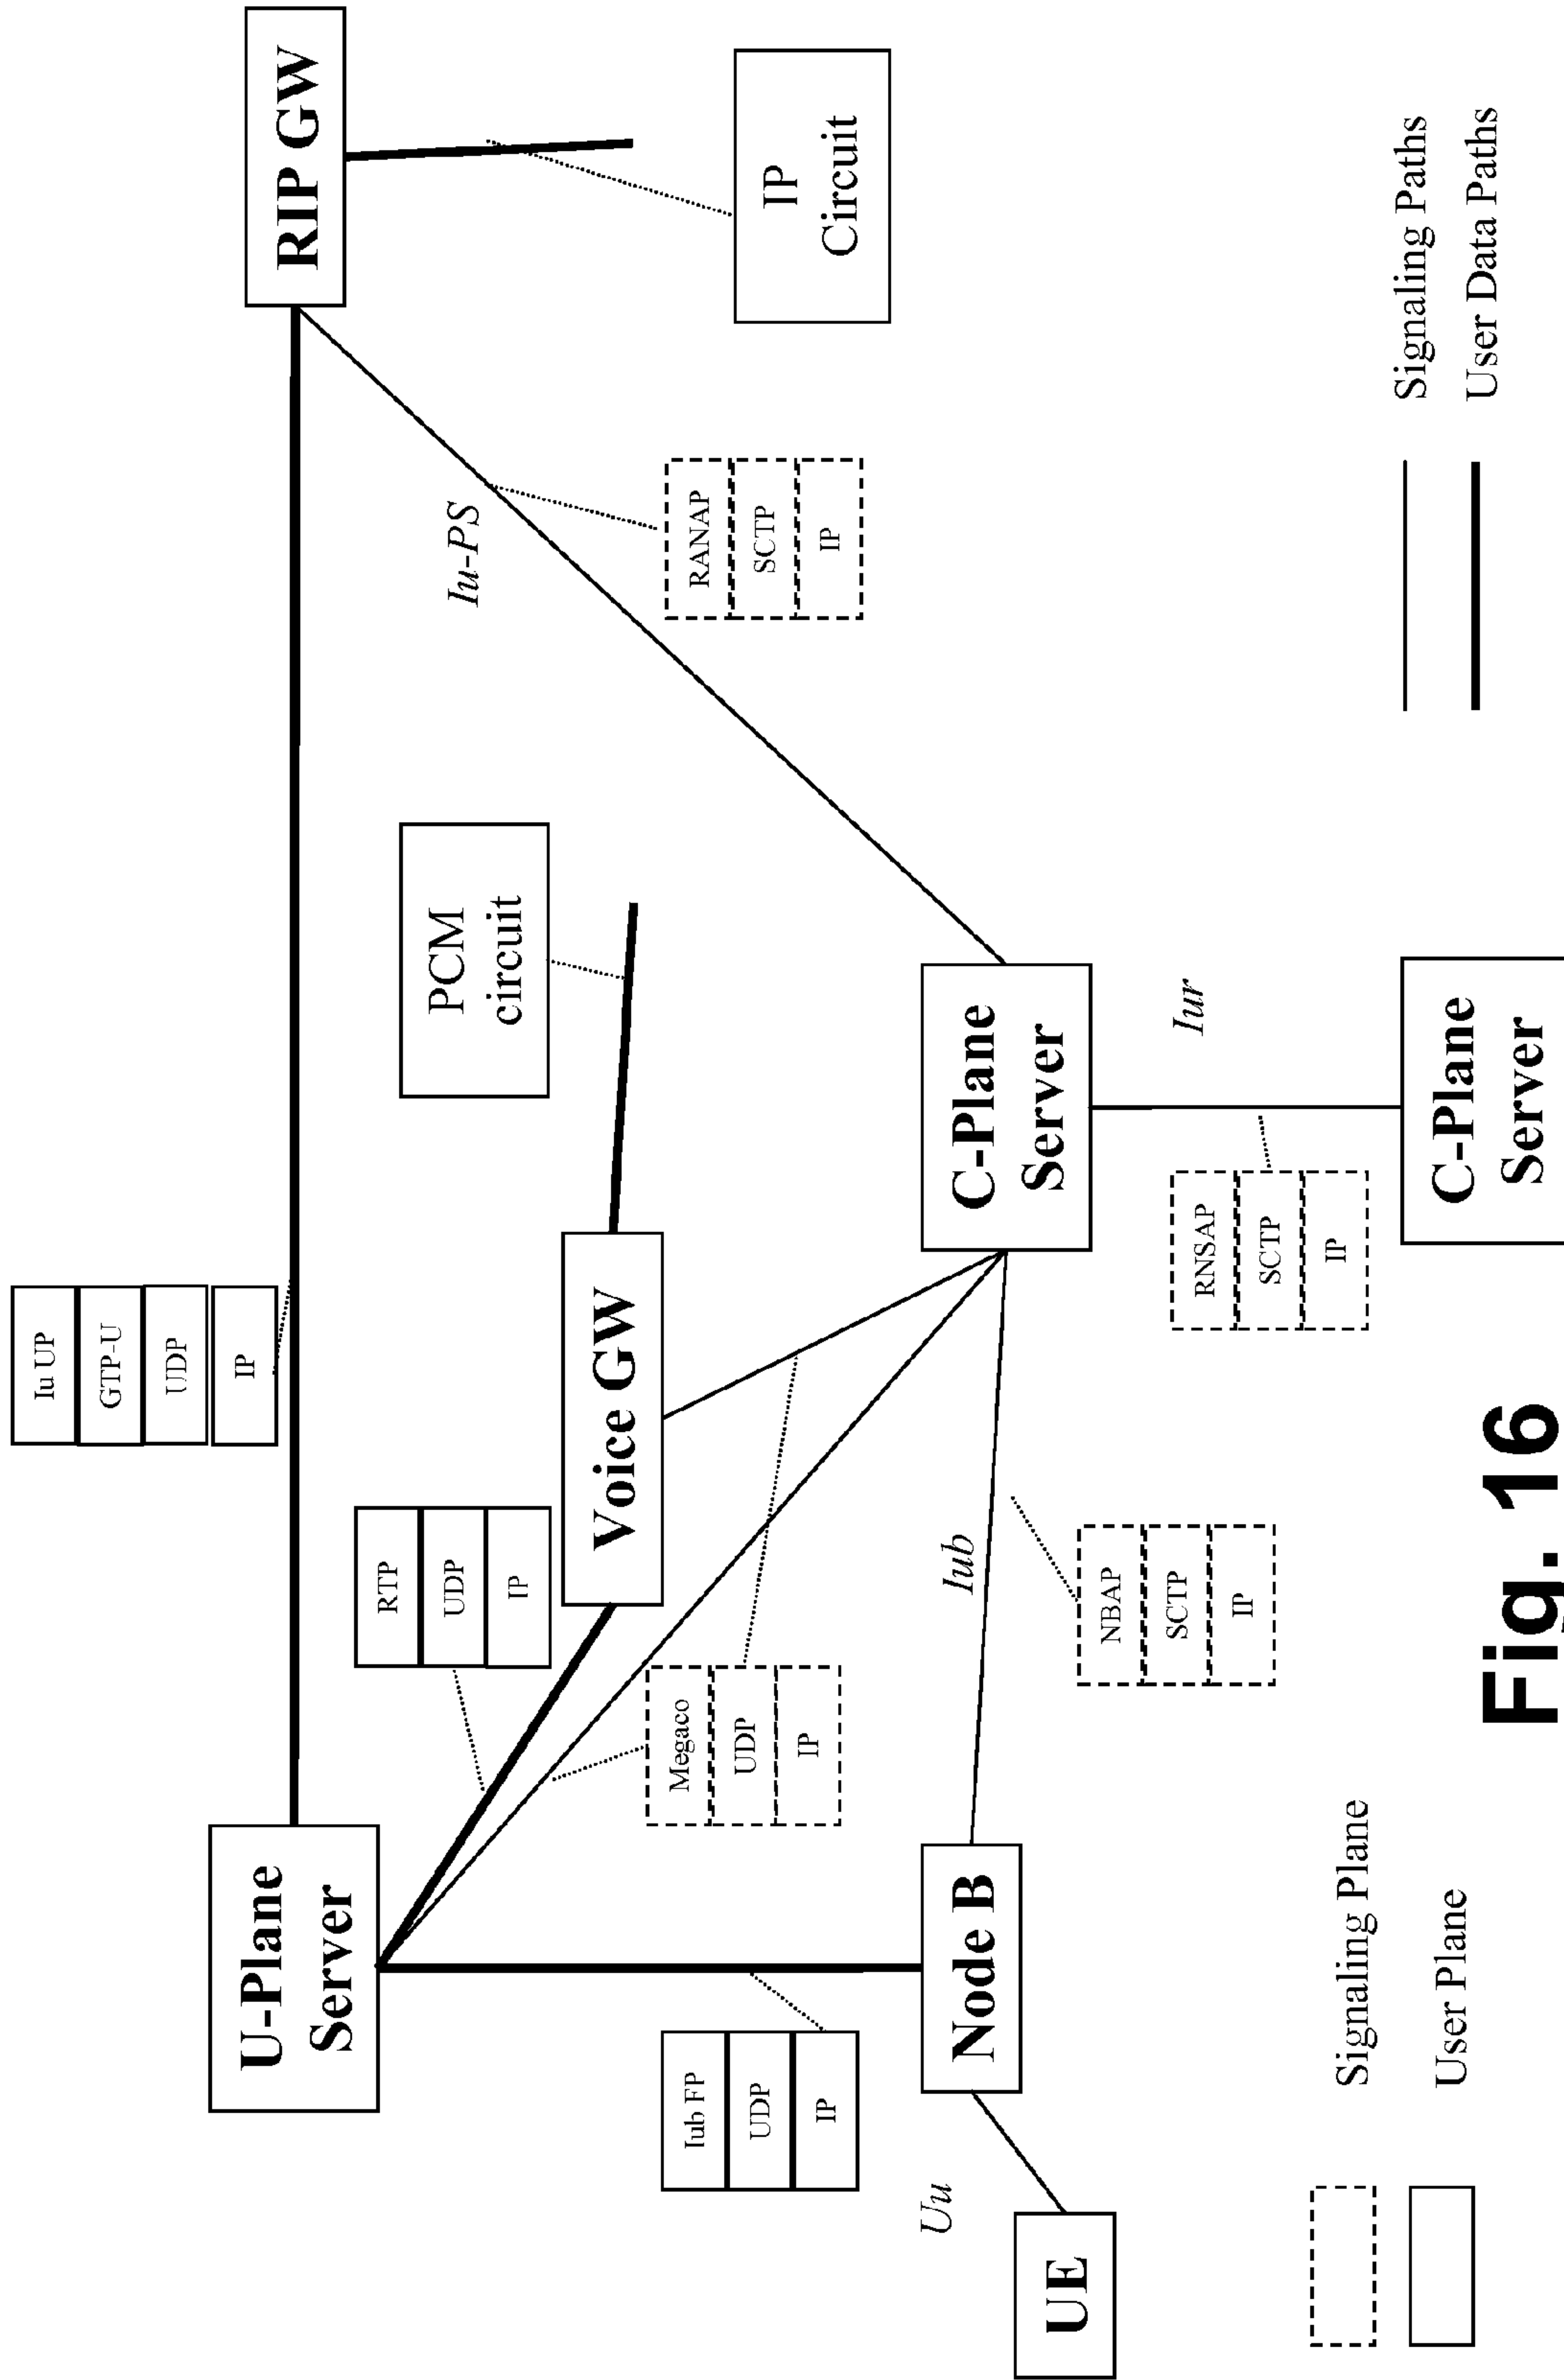 Iu UP
GTP-U
UDP
IP
U-Plane
Server
RIP GW
RTP
UDP
IP
PCM
circuit
Iu-PS
Voice GW
Iub FP
UDP
IP
Megaco
UDP
IP
RANAP
SCTP
IP
IP
Circuit
Uu
Node B
Iub
C-Plane
Server
UE
NBAP
SCTP
IP
RNSAP
SCTP
IP
Iur
Signaling Plane
User Plane
C-Plane
Server
Signaling Paths
User Data Paths
Fig. 16